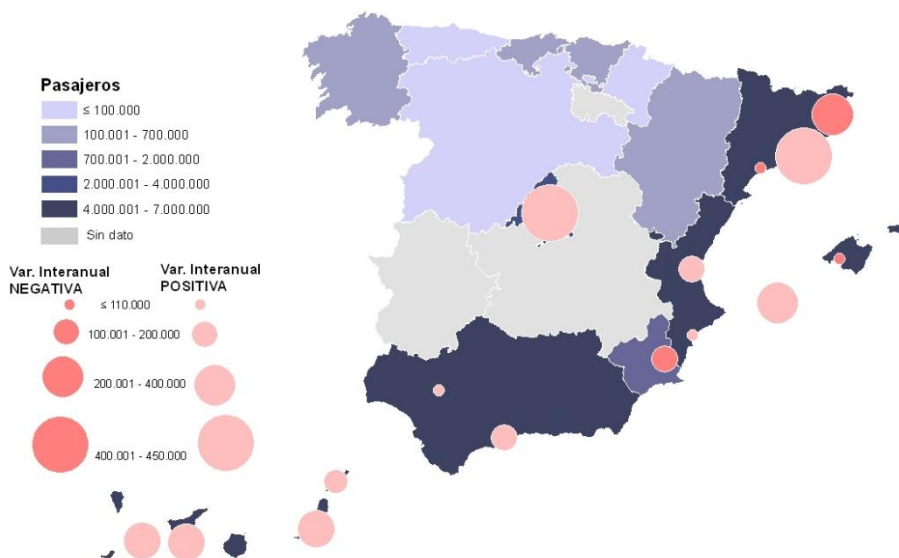 Pasajeros
≤ 100.000
100.001 - 700.000
700.001 - 2.000.000
2.000.001 - 4.000.000
4.000.001 - 7.000.000
Sin dato
Var. Interanual
NEGATIVA
Var. Interanual
POSITIVA
≤ 110.000
100.001 - 200.000
200.001 - 400.000
400.001 - 450.000